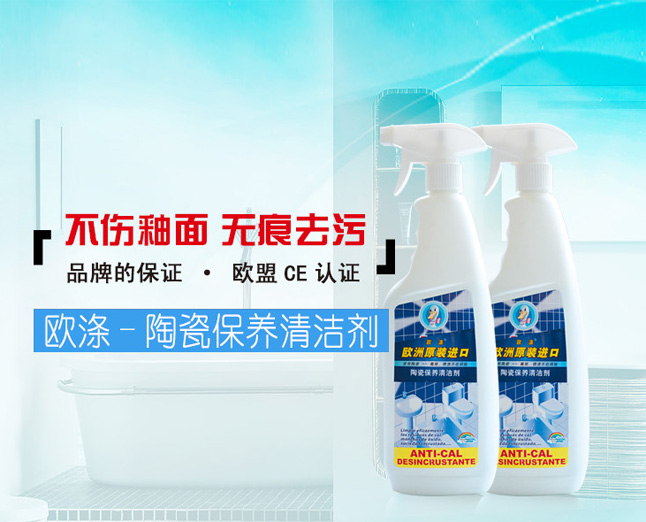 不伤釉面 无痕去污
品牌的保证 · 欧盟 CE 认证
欧涤－陶瓷保养清洁剂
欧涤
欧洲原装进口
陶瓷保养清洁剂
ANTI-CAL
DESINCRUSTANTE
欧洲原装进口
陶瓷保养清洁剂
ANTI-CAL
SINCRUSTANTE